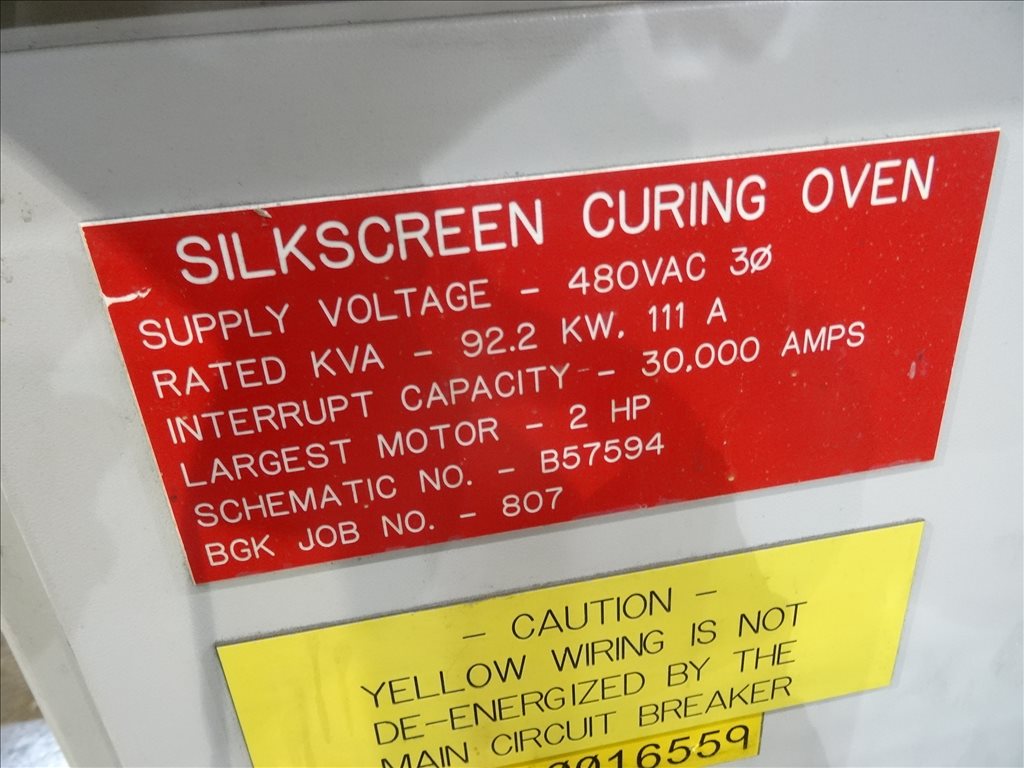 SILKSCREEN CURING OVEN
SUPPLY VOLTAGE - 480VAC 3Ø
RATED KVA - 92.2 KW, 111 A
INTERRUPT CAPACITY - 30,000 AMPS
LARGEST MOTOR - 2 HP
SCHEMATIC NO. - B57594
BGK JOB NO. - 807
- CAUTION -
YELLOW WIRING IS NOT
DE-ENERGIZED BY THE
MAIN CIRCUIT BREAKER
0016559